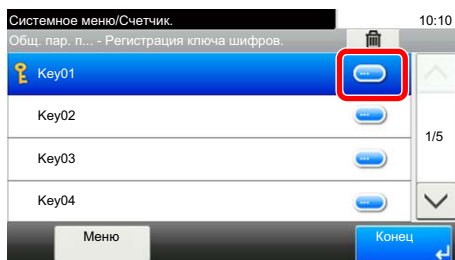 Системное меню/Счетчик. 10:10
Общ. пар. п... - Регистрация ключа шифров.
Key01
Key02
1/5
Key03
Key04
Меню Конец